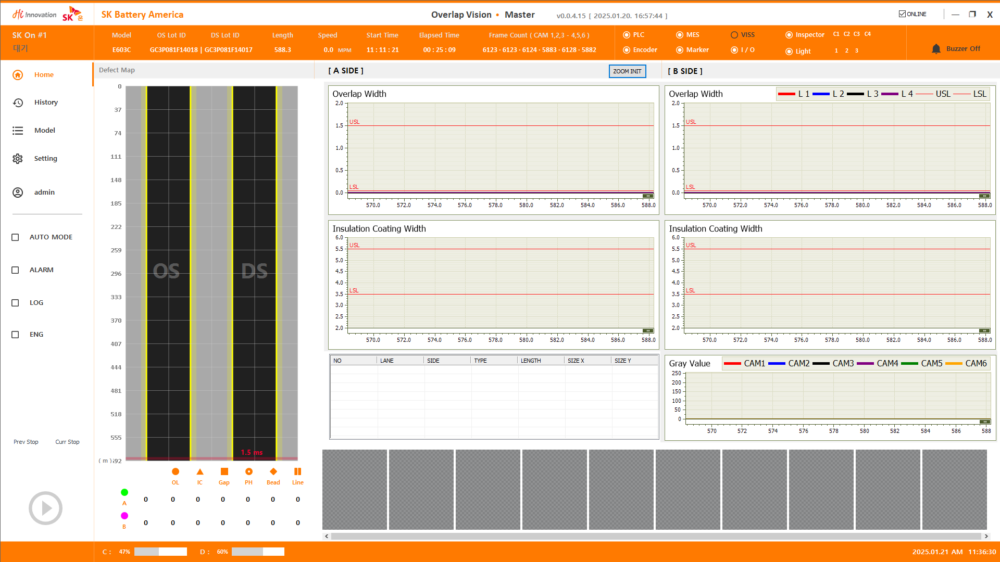 Hi !nnovation SK 온
SK Battery America
Overlap Vision • Master v0.0.4.15 [ 2025.01.20. 16:57:44 ]
ONLINE — X
SK On #1
대기
Model OS Lot ID DS Lot ID Length Speed Start Time Elapsed Time Frame Count ( CAM 1,2,3 - 4,5,6 )
E603C GC3P081F14018 | GC3P081F14017 588.3 0.0 MPM 11 : 11 : 21 00 : 25 : 09 6123 · 6123 · 6124 · 5883 · 6128 · 5882
PLC MES VISS Inspector C1 C2 C3 C4
Encoder Marker I / O Light 1 2 3
Buzzer Off
Home
History
Model
Setting
admin
AUTO MODE
ALARM
LOG
ENG
Prev Stop Curr Stop
Defect Map
0
37
74
111
148
185
222
259
296
333
370
407
444
481
518
555
( m ) 592
OS DS
1.5 ms
OL IC Gap PH Bead Line
A 0 0 0 0 0 0 0
B 0 0 0 0 0 0 0
[ A SIDE ] ZOOM INIT
Overlap Width
2.0
USL
1.5
1.0
0.5
LSL
0.0
570.0 572.0 574.0 576.0 578.0 580.0 582.0 584.0 586.0 588.0
Insulation Coating Width
6.0
USL
5.5
5.0
4.5
4.0
LSL
3.5
3.0
2.5
2.0
570.0 572.0 574.0 576.0 578.0 580.0 582.0 584.0 586.0 588.0
NO LANE SIDE TYPE LENGTH SIZE X SIZE Y
[ B SIDE ]
Overlap Width L 1 L 2 L 3 L 4 USL LSL
2.0
USL
1.5
1.0
0.5
LSL
0.0
570.0 572.0 574.0 576.0 578.0 580.0 582.0 584.0 586.0 588.0
Insulation Coating Width
6.0
USL
5.5
5.0
4.5
4.0
LSL
3.5
3.0
2.5
2.0
570.0 572.0 574.0 576.0 578.0 580.0 582.0 584.0 586.0 588.0
Gray Value CAM1 CAM2 CAM3 CAM4 CAM5 CAM6
250
200
150
100
50
0
570 572 574 576 578 580 582 584 586 588
C : 47% D : 60%
2025.01.21 AM 11:36:30